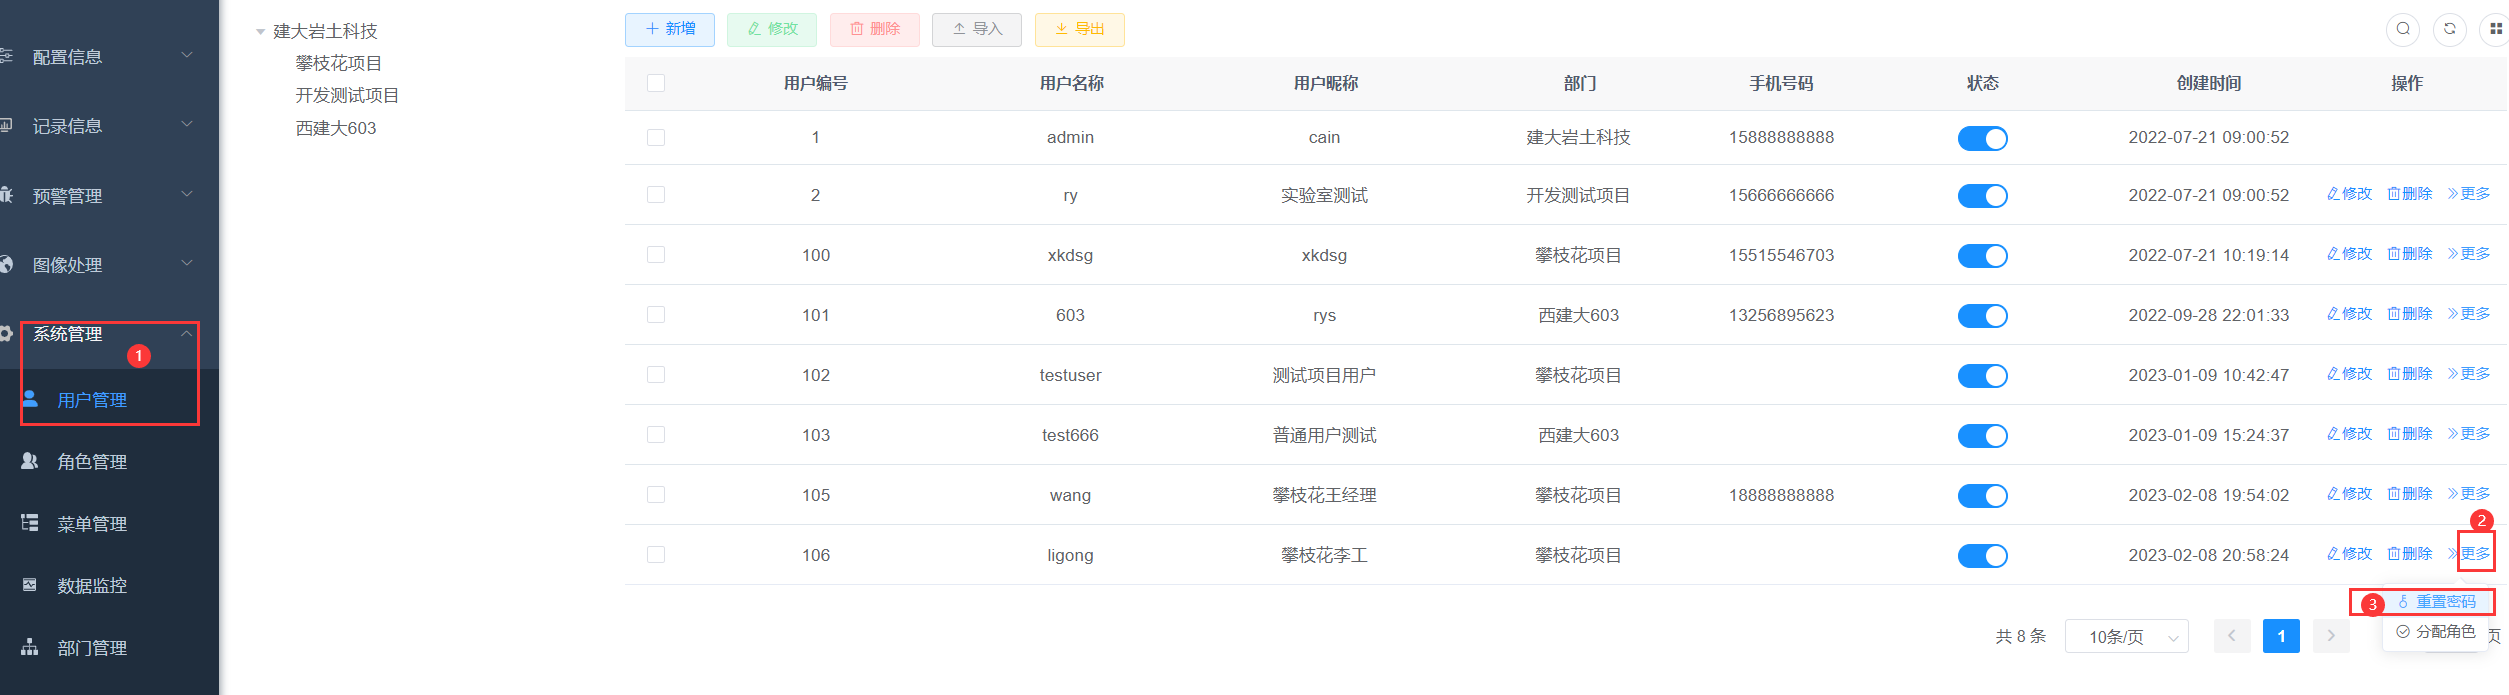 配置信息
记录信息
预警管理
图像处理
系统管理
1
用户管理
角色管理
菜单管理
数据监控
部门管理
建大岩土科技
攀枝花项目
开发测试项目
西建大603
新增 修改 删除 导入 导出
用户编号 用户名称 用户昵称 部门 手机号码 状态 创建时间 操作
1 admin cain 建大岩土科技 15888888888 2022-07-21 09:00:52
2 ry 实验室测试 开发测试项目 15666666666 2022-07-21 09:00:52 修改 删除 更多
100 xkdsg xkdsg 攀枝花项目 15515546703 2022-07-21 10:19:14 修改 删除 更多
101 603 rys 西建大603 13256895623 2022-09-28 22:01:33 修改 删除 更多
102 testuser 测试项目用户 攀枝花项目 2023-01-09 10:42:47 修改 删除 更多
103 test666 普通用户测试 西建大603 2023-01-09 15:24:37 修改 删除 更多
105 wang 攀枝花王经理 攀枝花项目 18888888888 2023-02-08 19:54:02 修改 删除 更多
2
106 ligong 攀枝花李工 攀枝花项目 2023-02-08 20:58:24 修改 删除 更多
3 重置密码
分配角色
共 8 条 10条/页 1 页